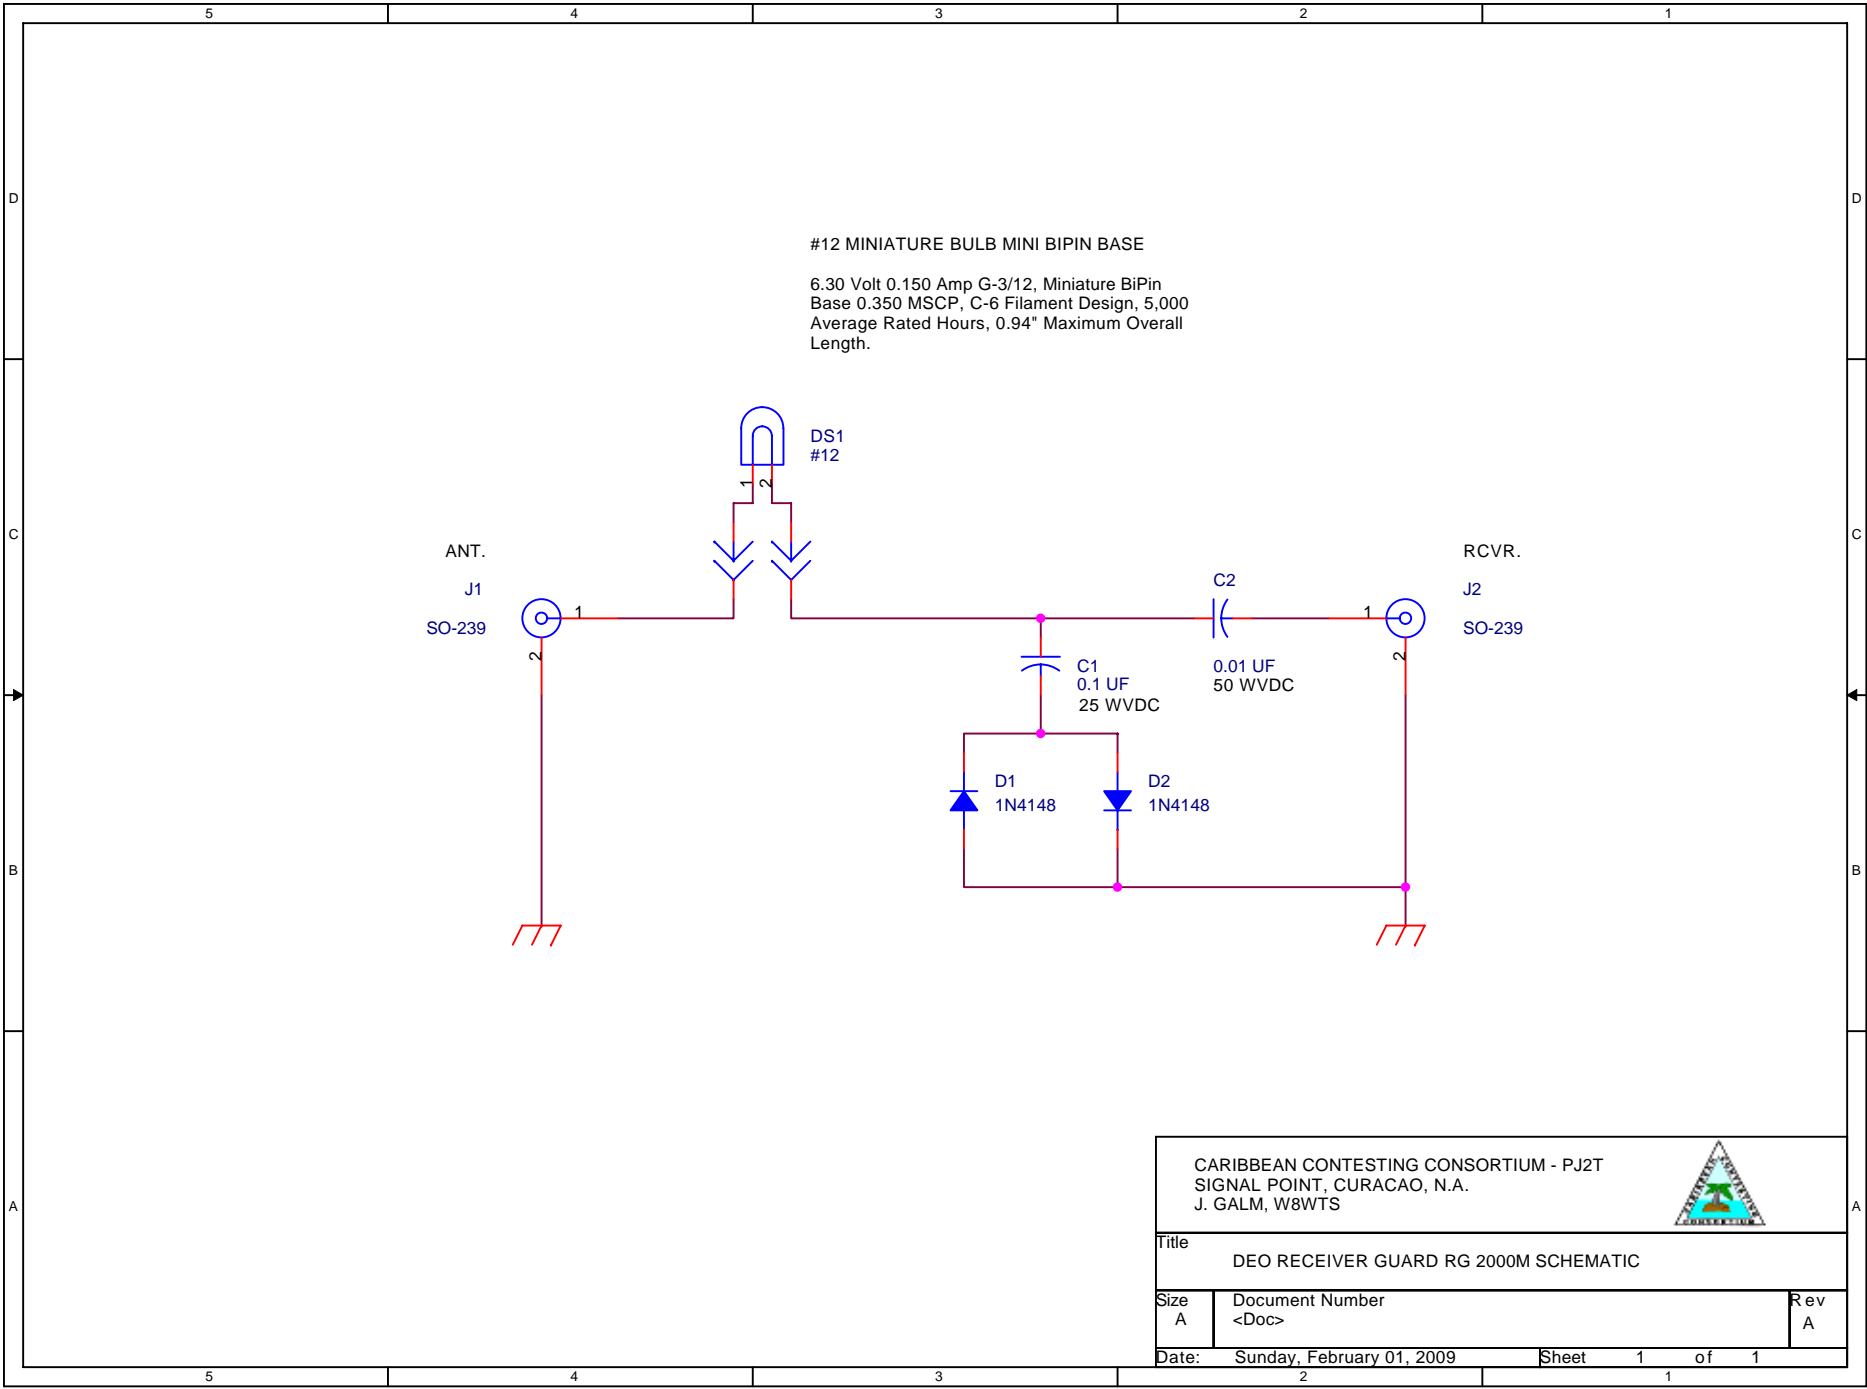 5 4 3 2 1
D D
#12 MINIATURE BULB MINI BIPIN BASE
6.30 Volt 0.150 Amp G-3/12, Miniature BiPin
Base 0.350 MSCP, C-6 Filament Design, 5,000
Average Rated Hours, 0.94" Maximum Overall
Length.
DS1
#12
1 2
C C
ANT.
J1
SO-239
1
2
C2
0.01 UF
50 WVDC
RCVR.
J2
SO-239
1
2
C1
0.1 UF
25 WVDC
D1
1N4148
D2
1N4148
B B
A A
CARIBBEAN CONTESTING CONSORTIUM - PJ2T
SIGNAL POINT, CURACAO, N.A.
J. GALM, W8WTS
CARIBBEAN CONTESTING
CONSORTIUM
Title
DEO RECEIVER GUARD RG 2000M SCHEMATIC
Size
A
Document Number
<Doc>
Rev
A
Date: Sunday, February 01, 2009 Sheet 1 of 1
5 4 3 2 1